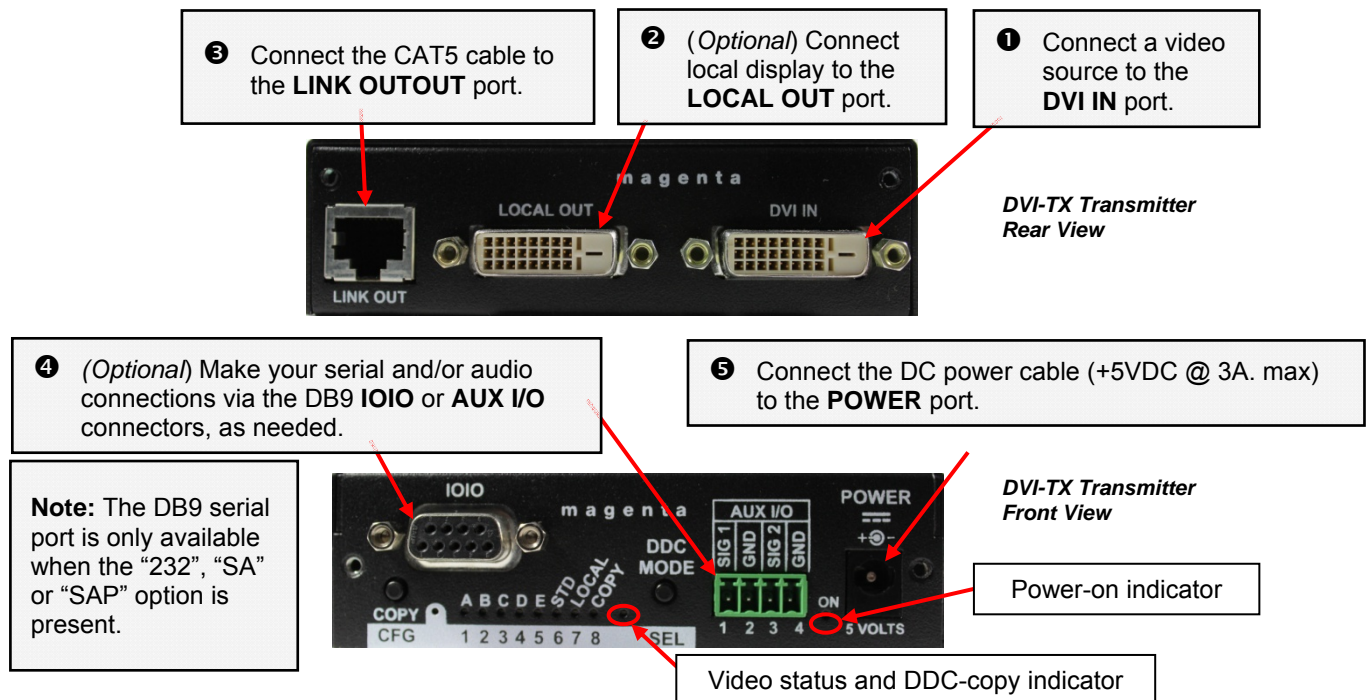 ❸ Connect the CAT5 cable to
the LINK OUTOUT port.
❷ (Optional) Connect
local display to the
LOCAL OUT port.
❶ Connect a video
source to the
DVI IN port.
magenta
LOCAL OUT
DVI IN
LINK OUT
DVI-TX Transmitter
Rear View
❹ (Optional) Make your serial and/or audio
connections via the DB9 IOIO or AUX I/O
connectors, as needed.
❺ Connect the DC power cable (+5VDC @ 3A. max)
to the POWER port.
Note: The DB9 serial
port is only available
when the “232”, “SA”
or “SAP” option is
present.
IOIO
magenta
DDC
MODE
AUX I/O
SIG 1
GND
SIG 2
GND
POWER
+ -
COPY
A B C D E STD LOCAL COPY
CFG
1 2 3 4 5 6 7 8
SEL
1 2 3 4
ON
5 VOLTS
DVI-TX Transmitter
Front View
Power-on indicator
Video status and DDC-copy indicator